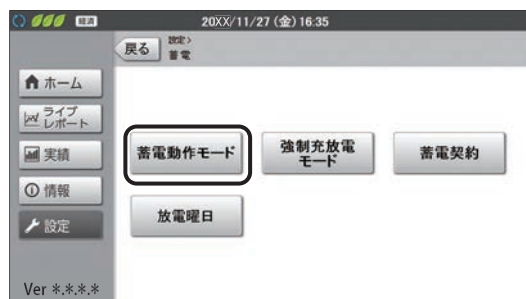 経済
20XX/11/27 (金) 16:35
戻る
設定>
蓄電
ホーム
ライブ
レポート
実績
情報
設定
Ver *.*.*.*
蓄電動作モード
強制充放電
モード
蓄電契約
放電曜日